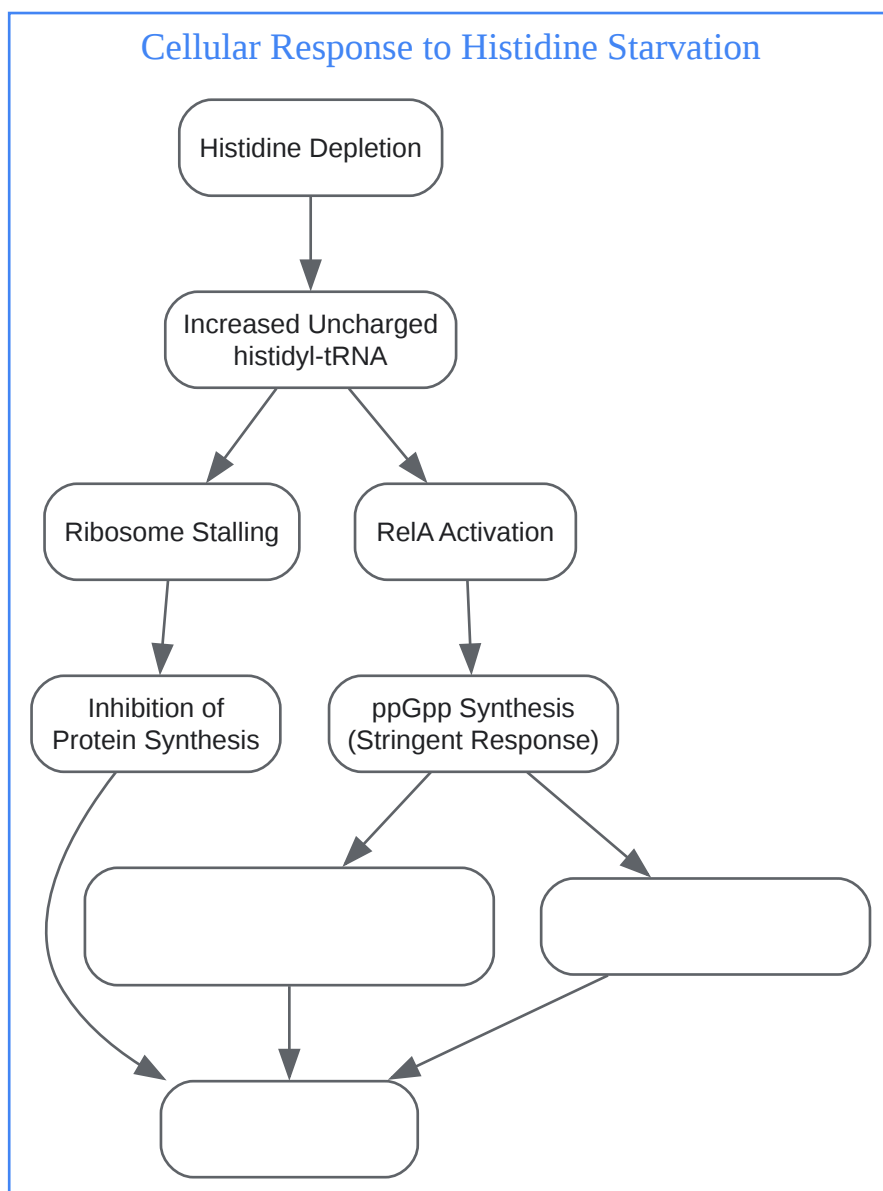 Cellular Response to Histidine Starvation
Histidine Depletion
Increased Uncharged
histidyl-tRNA
Ribosome Stalling
RelA Activation
Inhibition of
Protein Synthesis
ppGpp Synthesis
(Stringent Response)